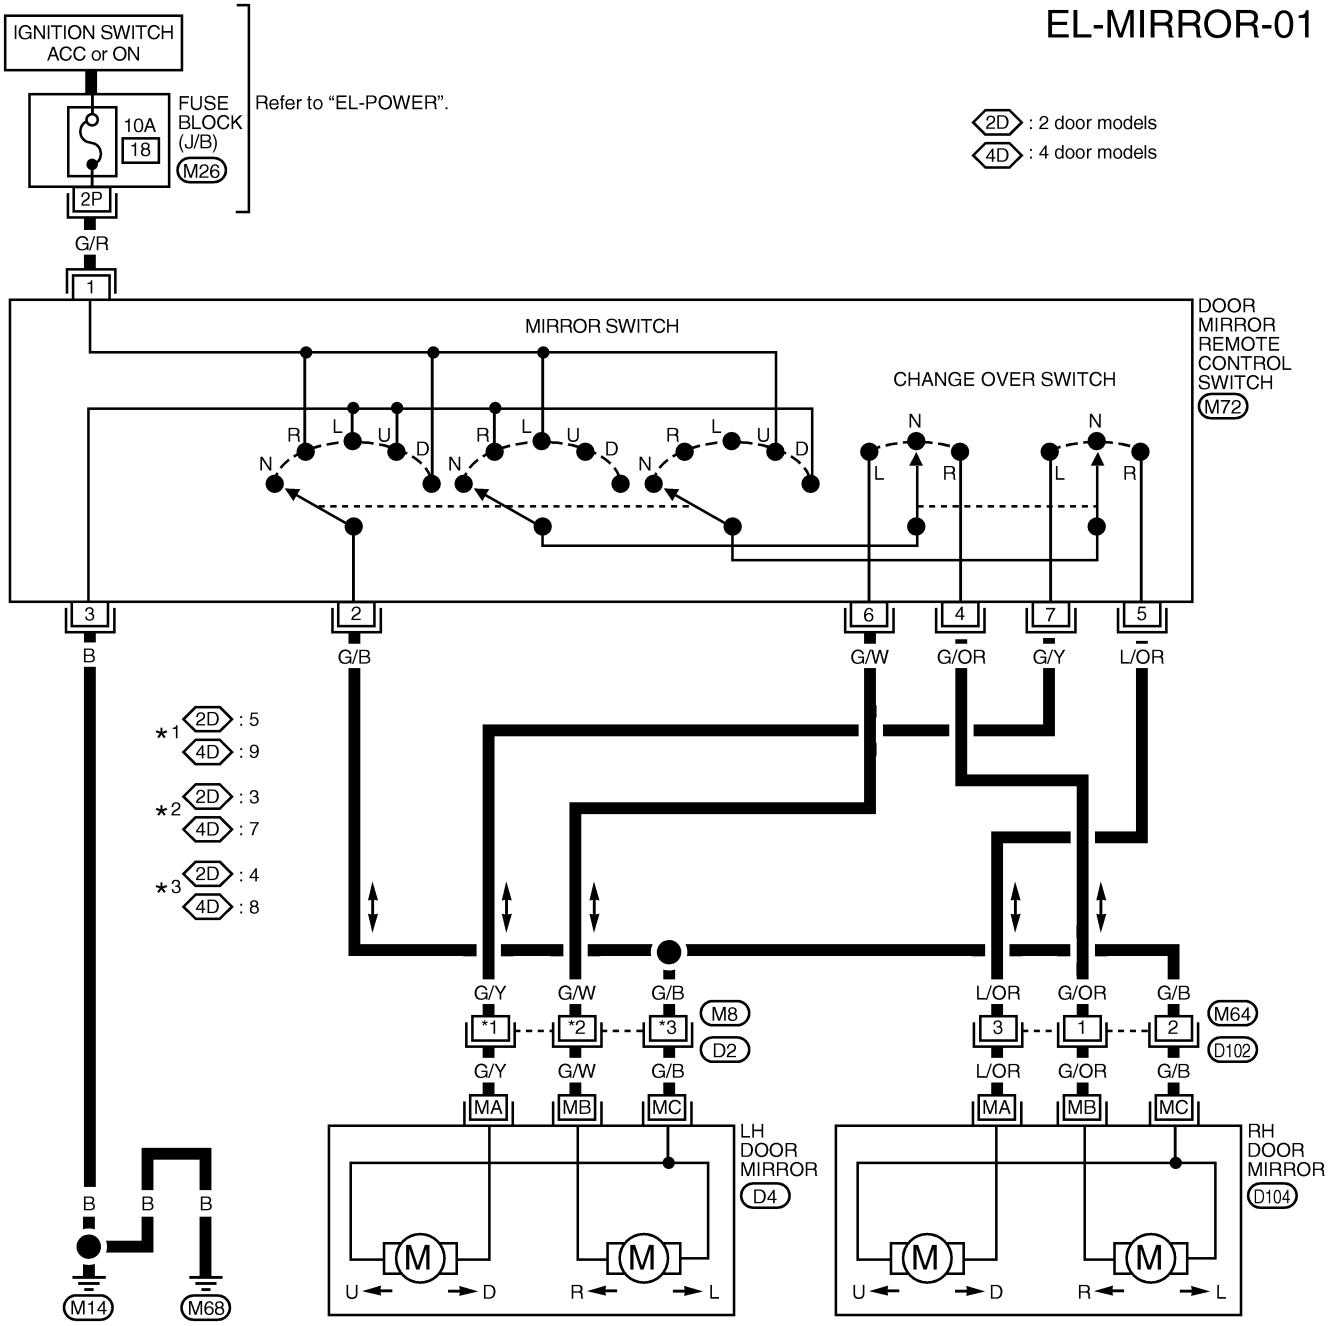 EL-MIRROR-01
IGNITION SWITCH
ACC or ON
FUSE
BLOCK
(J/B)
M26
10A
18
2P
Refer to “EL-POWER”.
2D : 2 door models
4D : 4 door models
G/R
1
MIRROR SWITCH
CHANGE OVER SWITCH
DOOR
MIRROR
REMOTE
CONTROL
SWITCH
M72
N R L U D
N R L U D
N R L U D
L N R
L N R
3 2 6 4 7 5
B G/B G/W G/OR G/Y L/OR
*1 2D : 5
4D : 9
*2 2D : 3
4D : 7
*3 2D : 4
4D : 8
G/Y G/W G/B L/OR G/OR G/B
*1 *2 *3 M8 3 1 2 M64
D2 D102
G/Y G/W G/B L/OR G/OR G/B
MA MB MC MA MB MC
LH
DOOR
MIRROR
D4
RH
DOOR
MIRROR
D104
B B B
M M M M
U D R L U D R L
M14 M68